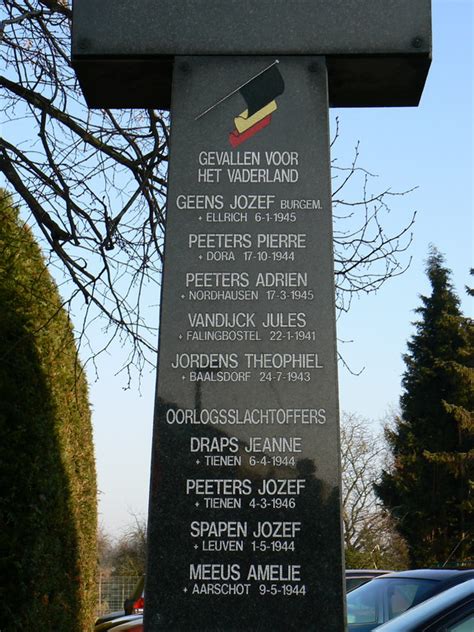 GEVALLEN VOOR
HET VADERLAND
GEENS JOZEF BURGEM.
+ ELLRICH 6-1-1945
PEETERS PIERRE
+ DORA 17-10-1944
PEETERS ADRIEN
+ NORDHAUSEN 17-3-1945
VANDIJCK JULES
+ FALINGBOSTEL 22-1-1941
JORDENS THEOPHIEL
+ BAALSDORF 24-7-1943
OORLOGSSLACHTOFFERS
DRAPS JEANNE
+ TIENEN 6-4-1944
PEETERS JOZEF
+ TIENEN 4-3-1946
SPAPEN JOZEF
+ LEUVEN 1-5-1944
MEEUS AMELIE
+ AARSCHOT 9-5-1944